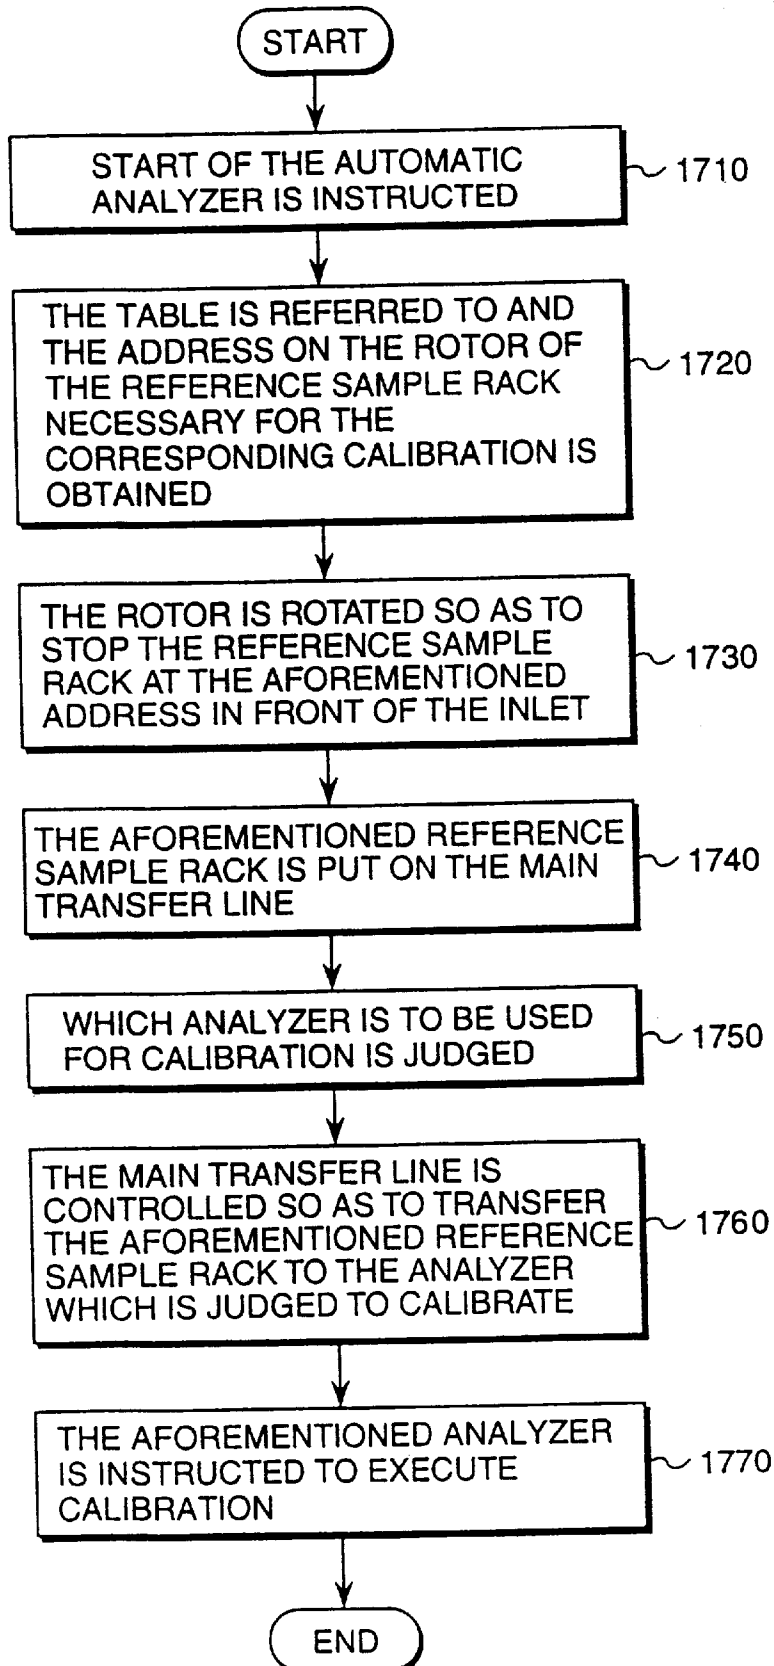 START
START OF THE AUTOMATIC
ANALYZER IS INSTRUCTED
1710
THE TABLE IS REFERRED TO AND
THE ADDRESS ON THE ROTOR OF
THE REFERENCE SAMPLE RACK
NECESSARY FOR THE
CORRESPONDING CALIBRATION IS
OBTAINED
1720
THE ROTOR IS ROTATED SO AS TO
STOP THE REFERENCE SAMPLE
RACK AT THE AFOREMENTIONED
ADDRESS IN FRONT OF THE INLET
1730
THE AFOREMENTIONED REFERENCE
SAMPLE RACK IS PUT ON THE MAIN
TRANSFER LINE
1740
WHICH ANALYZER IS TO BE USED
FOR CALIBRATION IS JUDGED
1750
THE MAIN TRANSFER LINE IS
CONTROLLED SO AS TO TRANSFER
THE AFOREMENTIONED REFERENCE
SAMPLE RACK TO THE ANALYZER
WHICH IS JUDGED TO CALIBRATE
1760
THE AFOREMENTIONED ANALYZER
IS INSTRUCTED TO EXECUTE
CALIBRATION
1770
END